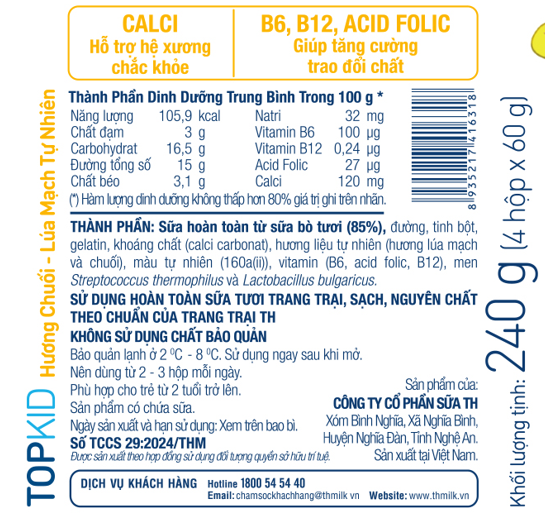 CALCI
Hỗ trợ hệ xương
chắc khỏe
B6, B12, ACID FOLIC
Giúp tăng cường
trao đổi chất
Thành Phần Dinh Dưỡng Trung Bình Trong 100 g *
Năng lượng 105,9 kcal Natri 32 mg
Chất đạm 3 g Vitamin B6 100 µg
Carbohydrat 16,5 g Vitamin B12 0,24 µg
Đường tổng số 15 g Acid Folic 27 µg
Chất béo 3,1 g Calci 120 mg
(*) Hàm lượng dinh dưỡng không thấp hơn 80% giá trị ghi trên nhãn.
8 935217 416318
THÀNH PHẦN: Sữa hoàn toàn từ sữa bò tươi (85%), đường, tinh bột,
gelatin, khoáng chất (calci carbonat), hương liệu tự nhiên (hương lúa mạch
và chuối), màu tự nhiên (160a(ii)), vitamin (B6, acid folic, B12), men
Streptococcus thermophilus và Lactobacillus bulgaricus.
SỬ DỤNG HOÀN TOÀN SỮA TƯƠI TRANG TRẠI, SẠCH, NGUYÊN CHẤT
THEO CHUẨN CỦA TRANG TRẠI TH
KHÔNG SỬ DỤNG CHẤT BẢO QUẢN
Bảo quản lạnh ở 2 ⁰C - 8 ⁰C. Sử dụng ngay sau khi mở.
Nên dùng từ 2 - 3 hộp mỗi ngày.
Phù hợp cho trẻ từ 2 tuổi trở lên.
Sản phẩm có chứa sữa.
Ngày sản xuất và hạn sử dụng: Xem trên bao bì.
Số TCCS 29:2024/THM
Được sản xuất theo hợp đồng sử dụng đối tượng quyền sở hữu trí tuệ.
Sản phẩm của:
CÔNG TY CỔ PHẦN SỮA TH
Xóm Bình Nghĩa, Xã Nghĩa Bình,
Huyện Nghĩa Đàn, Tỉnh Nghệ An.
Sản xuất tại Việt Nam.
DỊCH VỤ KHÁCH HÀNG Hotline 1800 54 54 40
Email: chamsockhachhang@thmilk.vn Website: www.thmilk.vn
TOPKID Hương Chuối - Lúa Mạch Tự Nhiên
Khối lượng tịnh: 240 g (4 hộp x 60 g)